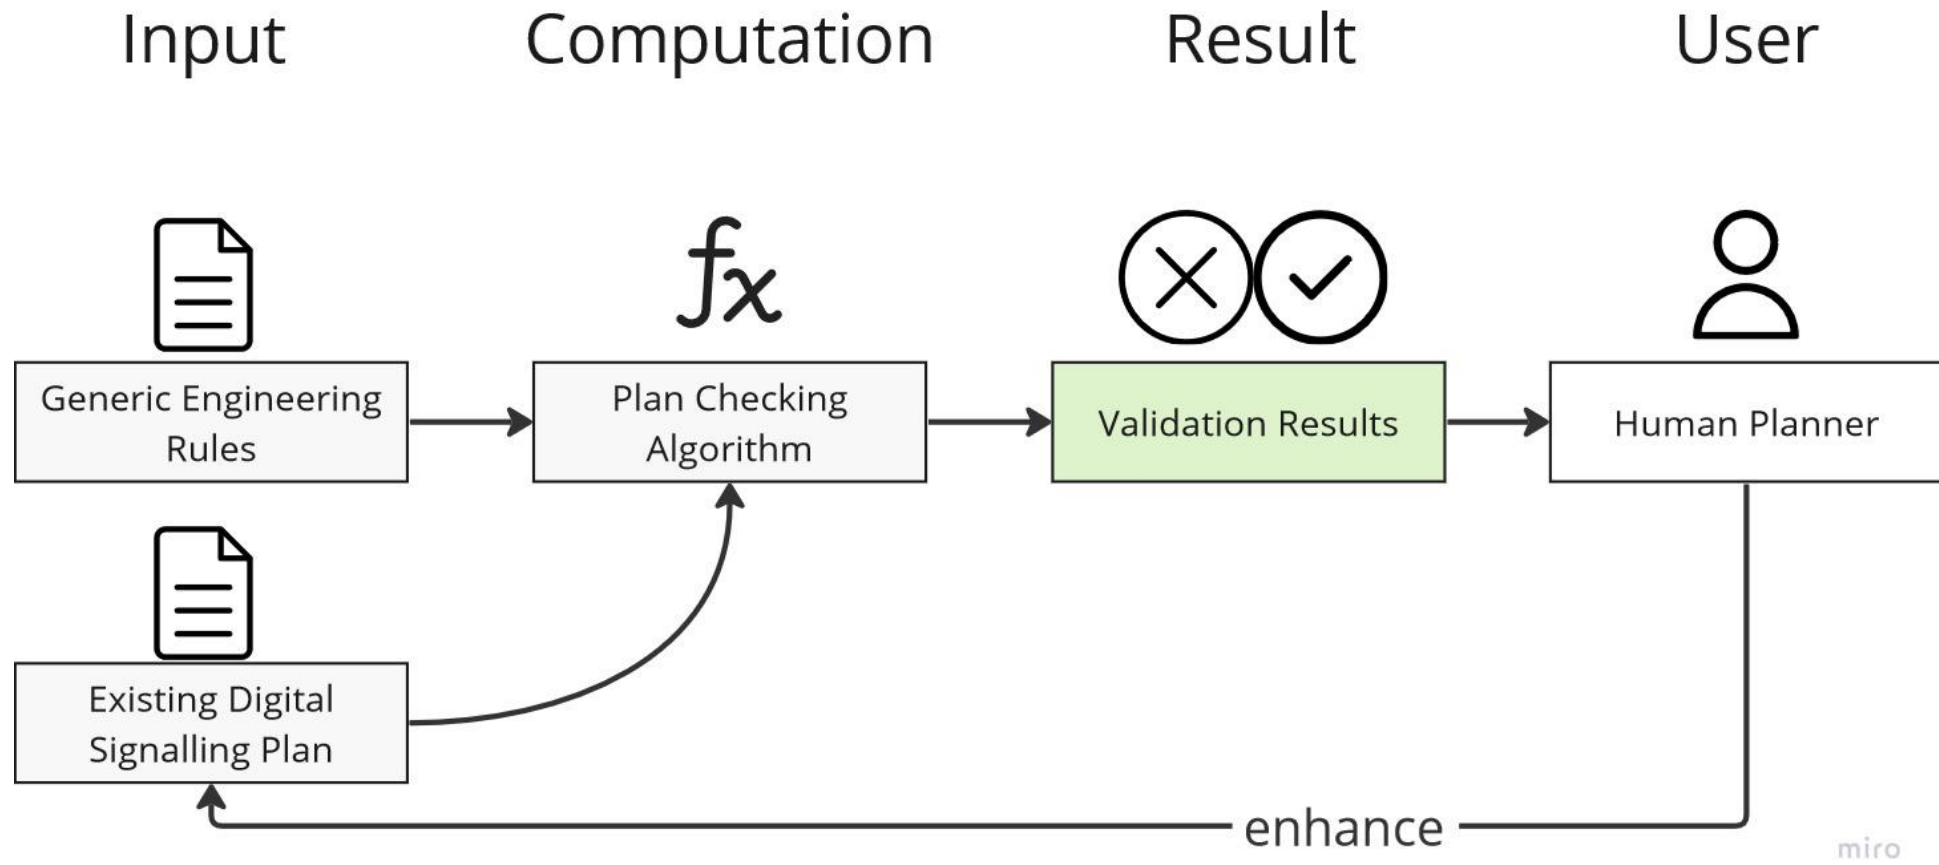 Input
Computation
Result
User
fx
Generic Engineering
Rules
Plan Checking
Algorithm
Validation Results
Human Planner
Existing Digital
Signalling Plan
enhance
miro